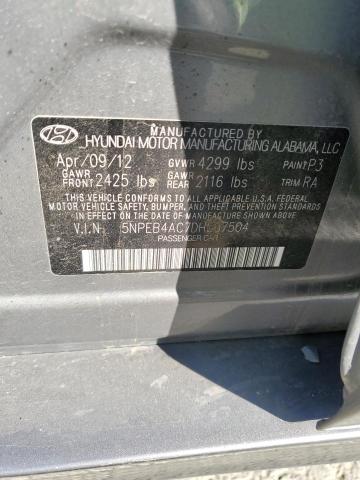 MANUFACTURED BY
HYUNDAI MOTOR MANUFACTURING ALABAMA, LLC
Apr/09/12 GVWR 4299 lbs PAINT P3
GAWR FRONT 2425 lbs GAWR REAR 2116 lbs TRIM RA
THIS VEHICLE CONFORMS TO ALL APPLICABLE U.S.A. FEDERAL
MOTOR VEHICLE SAFETY, BUMPER, AND THEFT PREVENTION STANDARDS
IN EFFECT ON THE DATE OF MANUFACTURE SHOWN ABOVE.
V.I.N.
PASSENGER CAR